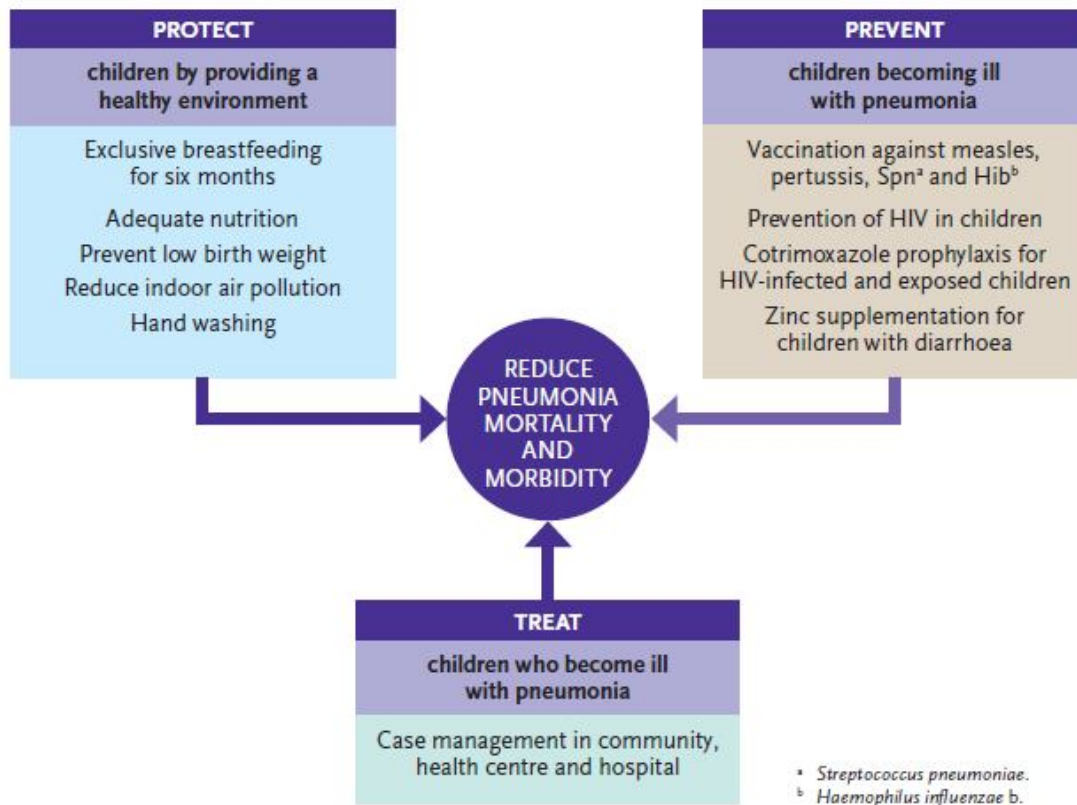 PROTECT
children by providing a
healthy environment
Exclusive breastfeeding
for six months
Adequate nutrition
Prevent low birth weight
Reduce indoor air pollution
Hand washing
PREVENT
children becoming ill
with pneumonia
Vaccination against measles,
pertussis, Spnᵃ and Hibᵇ
Prevention of HIV in children
Cotrimoxazole prophylaxis for
HIV-infected and exposed children
Zinc supplementation for
children with diarrhoea
REDUCE
PNEUMONIA
MORTALITY
AND
MORBIDITY
TREAT
children who become ill
with pneumonia
Case management in community,
health centre and hospital
ᵃ Streptococcus pneumoniae.
ᵇ Haemophilus influenzae b.